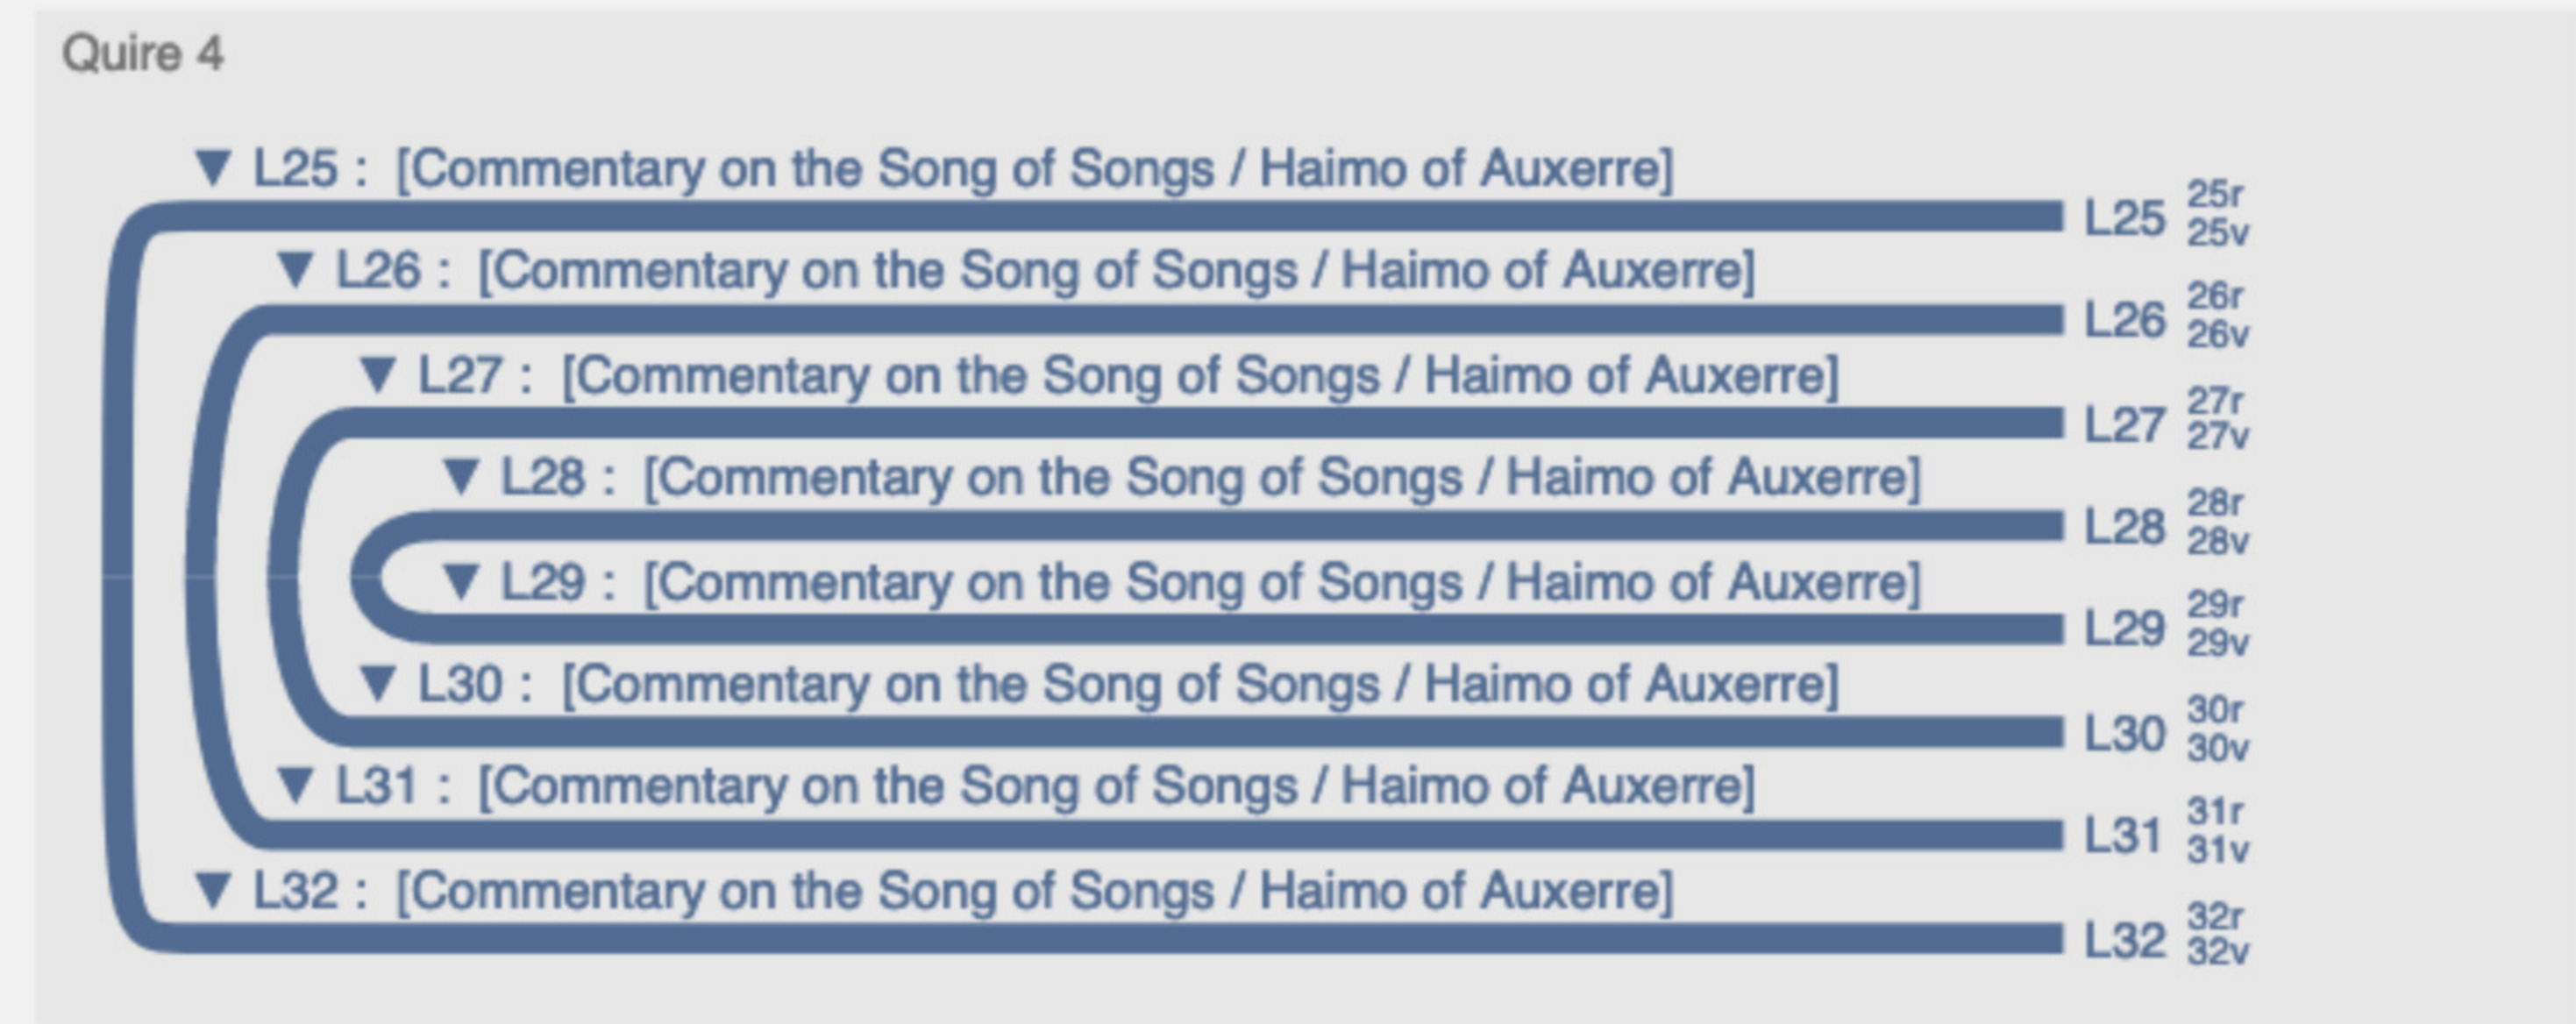 Quire 4
▼ L25 : [Commentary on the Song of Songs / Haimo of Auxerre]
L25 25r
25v
▼ L26 : [Commentary on the Song of Songs / Haimo of Auxerre]
L26 26r
26v
▼ L27 : [Commentary on the Song of Songs / Haimo of Auxerre]
L27 27r
27v
▼ L28 : [Commentary on the Song of Songs / Haimo of Auxerre]
L28 28r
28v
▼ L29 : [Commentary on the Song of Songs / Haimo of Auxerre]
L29 29r
29v
▼ L30 : [Commentary on the Song of Songs / Haimo of Auxerre]
L30 30r
30v
▼ L31 : [Commentary on the Song of Songs / Haimo of Auxerre]
L31 31r
31v
▼ L32 : [Commentary on the Song of Songs / Haimo of Auxerre]
L32 32r
32v